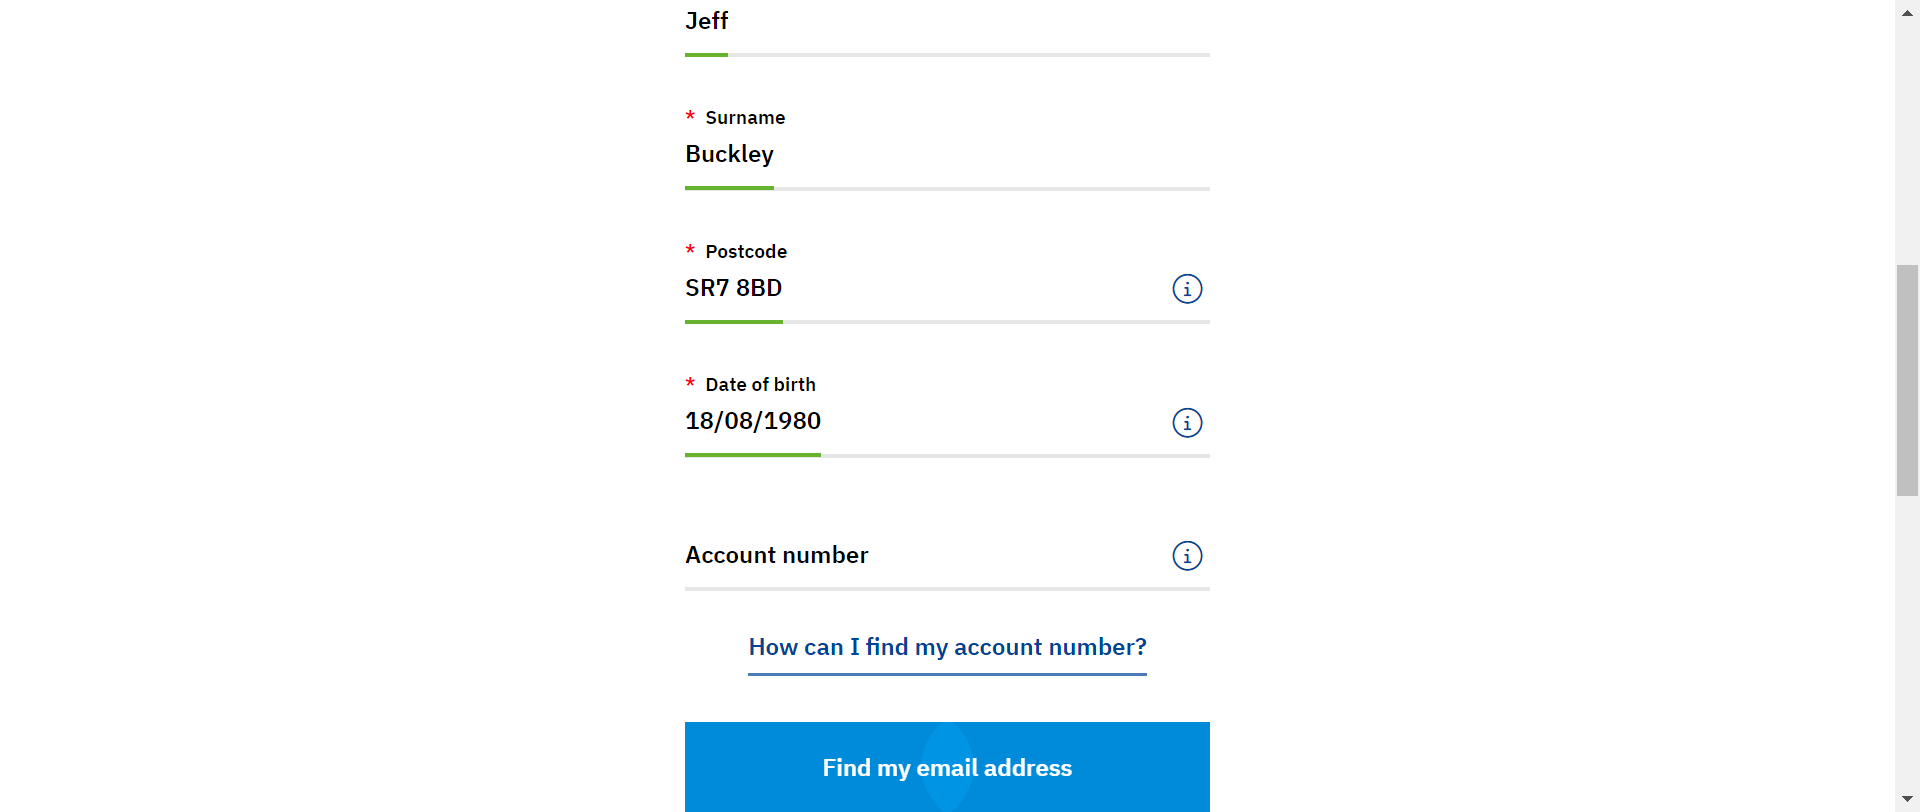 Jeff
* Surname
Buckley
* Postcode
SR7 8BD
* Date of birth
18/08/1980
Account number
How can I find my account number?
Find my email address